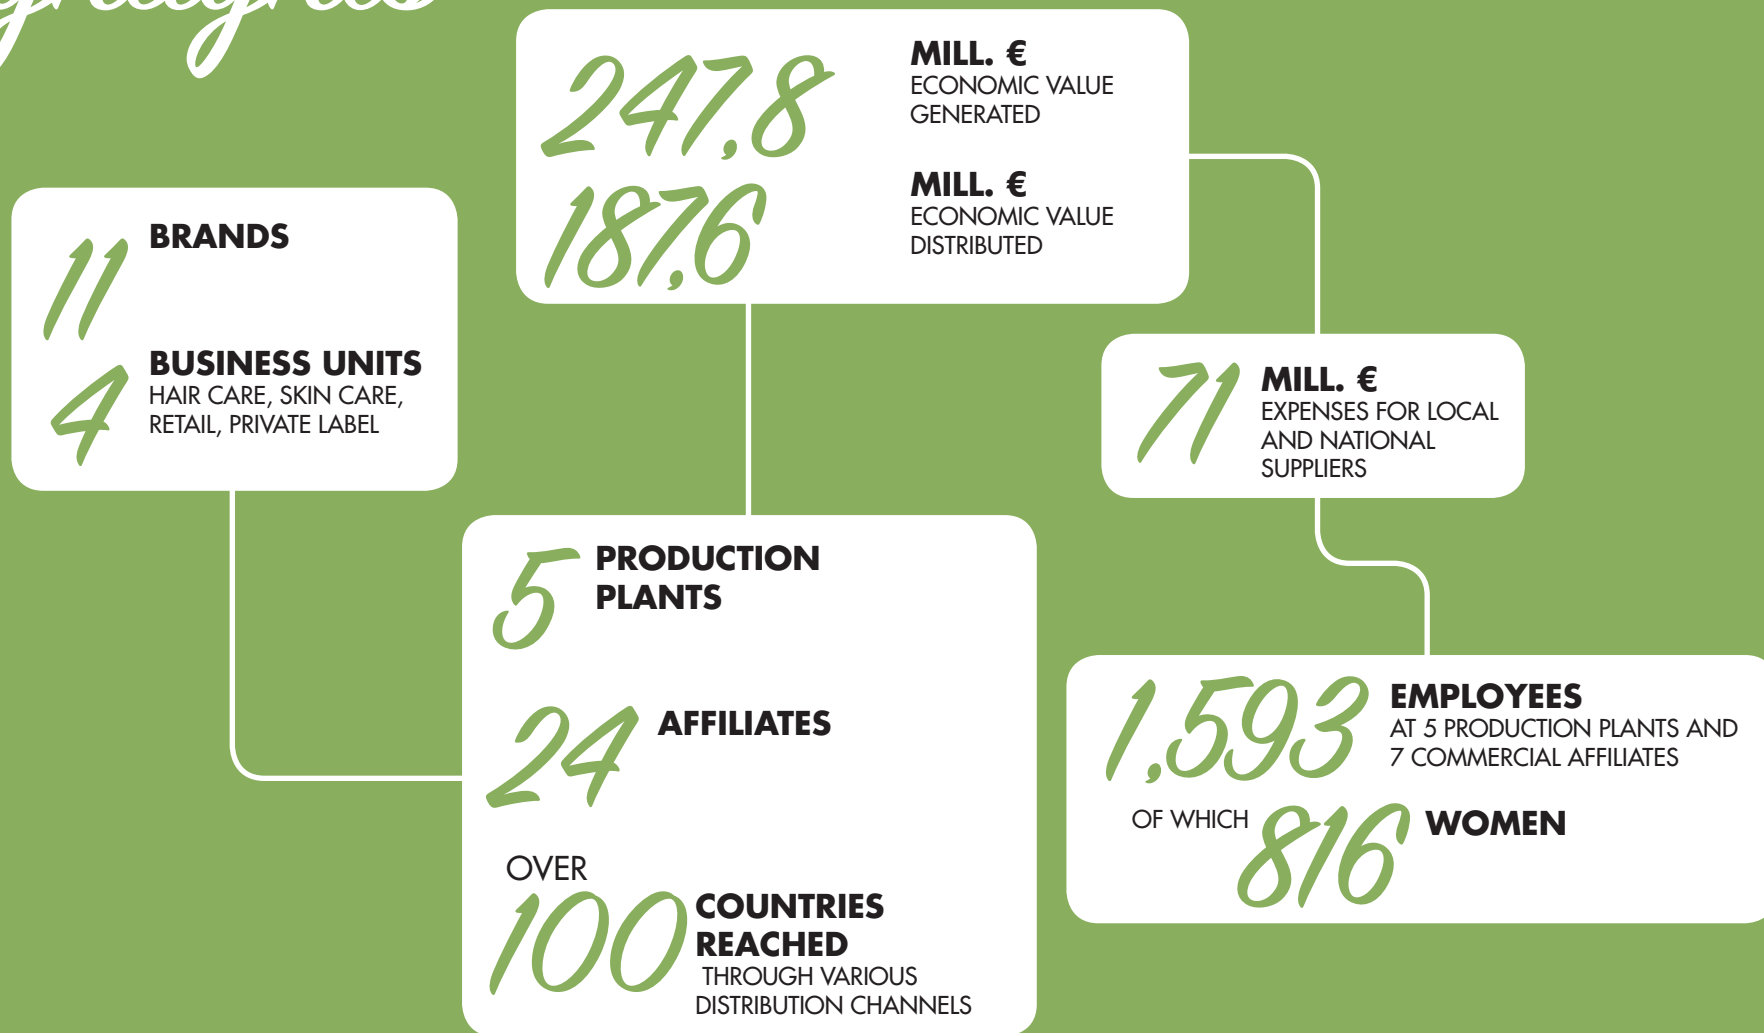 247,8
MILL. €
ECONOMIC VALUE
GENERATED
187,6
MILL. €
ECONOMIC VALUE
DISTRIBUTED
11
BRANDS
4
BUSINESS UNITS
HAIR CARE, SKIN CARE,
RETAIL, PRIVATE LABEL
71
MILL. €
EXPENSES FOR LOCAL
AND NATIONAL
SUPPLIERS
5
PRODUCTION
PLANTS
24
AFFILIATES
OVER
100
COUNTRIES
REACHED
THROUGH VARIOUS
DISTRIBUTION CHANNELS
1,593
EMPLOYEES
AT 5 PRODUCTION PLANTS AND
7 COMMERCIAL AFFILIATES
OF WHICH 816 WOMEN